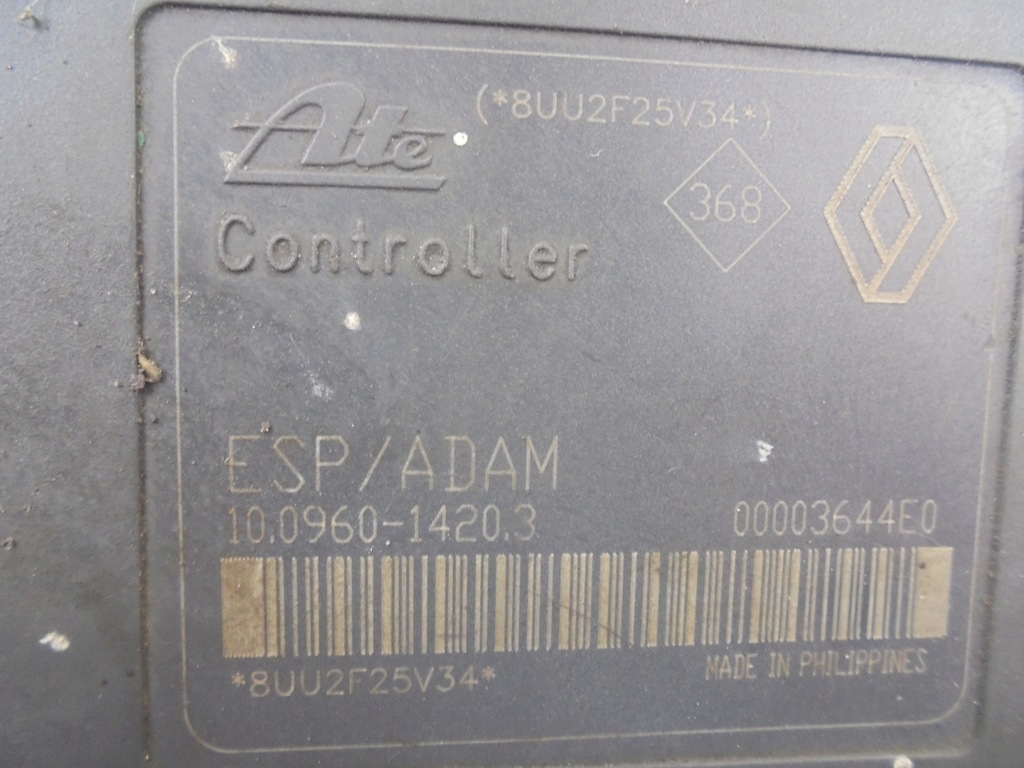 Ate
(*8UU2F25V34*)
368
Controller
ESP/ADAM
10.0960-1420.3
00003644E0
*8UU2F25V34*
MADE IN PHILIPPINES